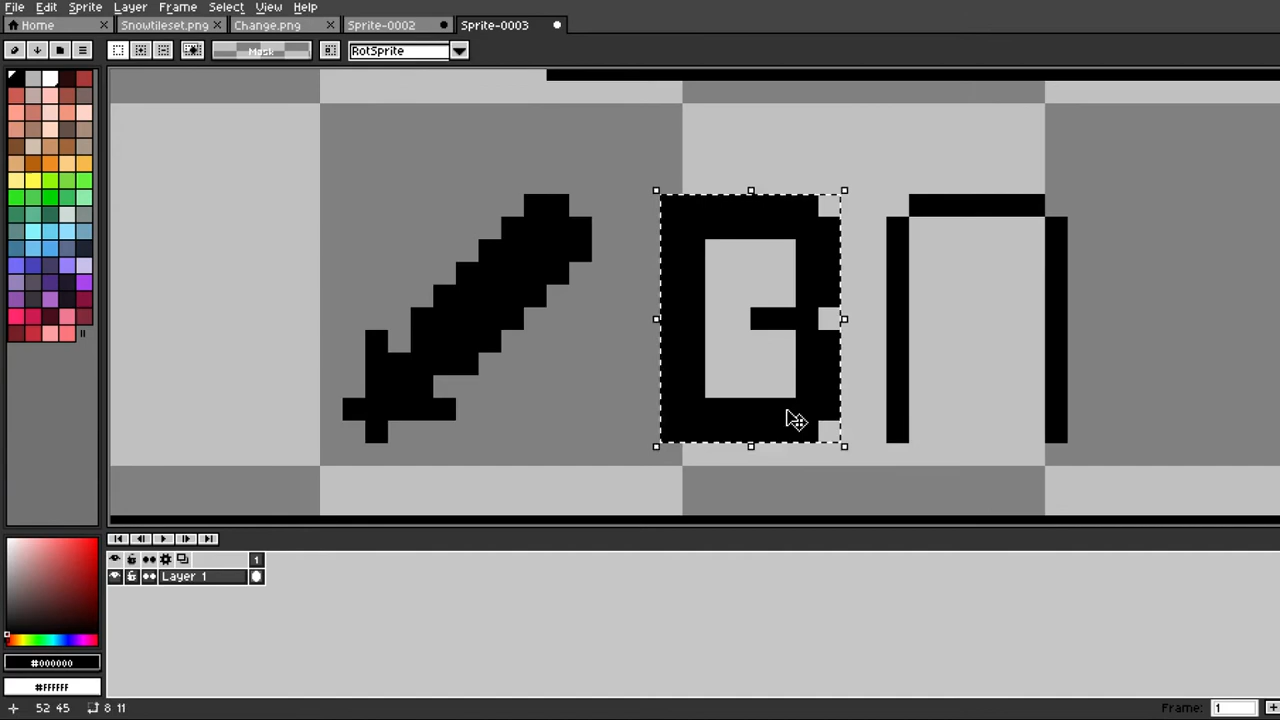 File Edit Sprite Layer Frame Select View Help
Home Snowtileset.png Change.png Sprite-0002 Sprite-0003
Mask RotSprite
B
1
Layer 1
#000000
#ffffff
52 45 8 11 Frame: 1